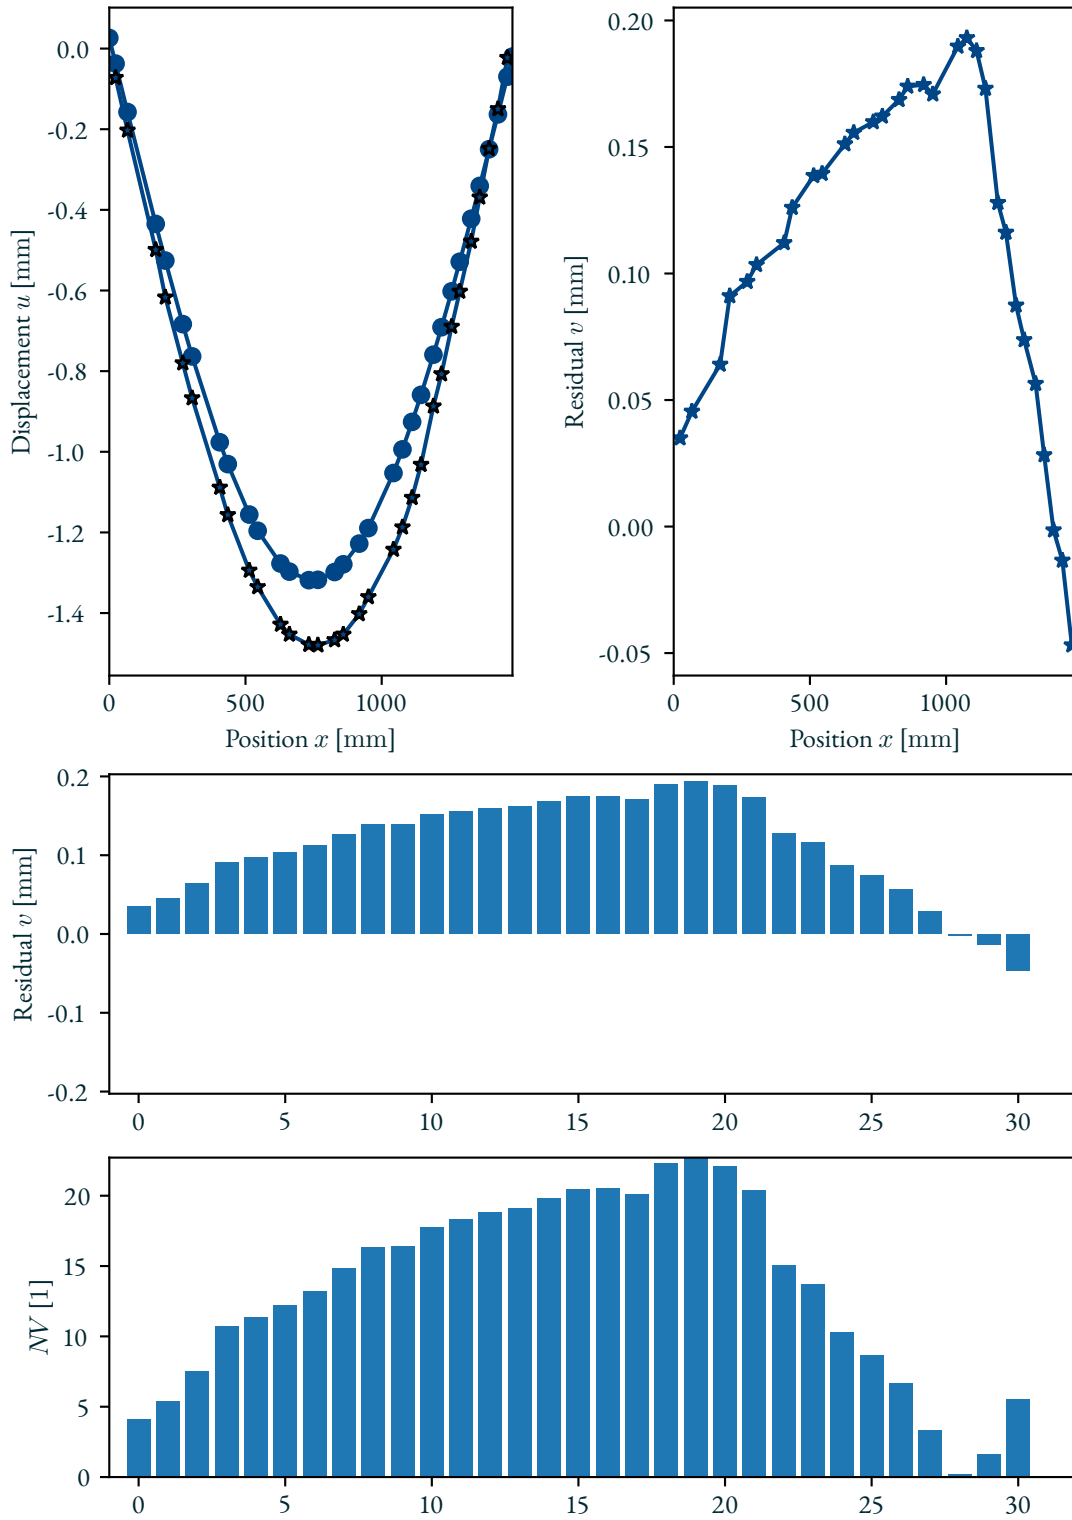 0.0
-0.2
-0.4
-0.6
-0.8
-1.0
-1.2
-1.4
Displacement u [mm]
0 500 1000
Position x [mm]
0.20
0.15
0.10
0.05
0.00
-0.05
Residual v [mm]
0 500 1000
Position x [mm]
0.2
0.1
0.0
-0.1
-0.2
Residual v [mm]
0 5 10 15 20 25 30
20
15
10
5
0
NV [1]
0 5 10 15 20 25 30